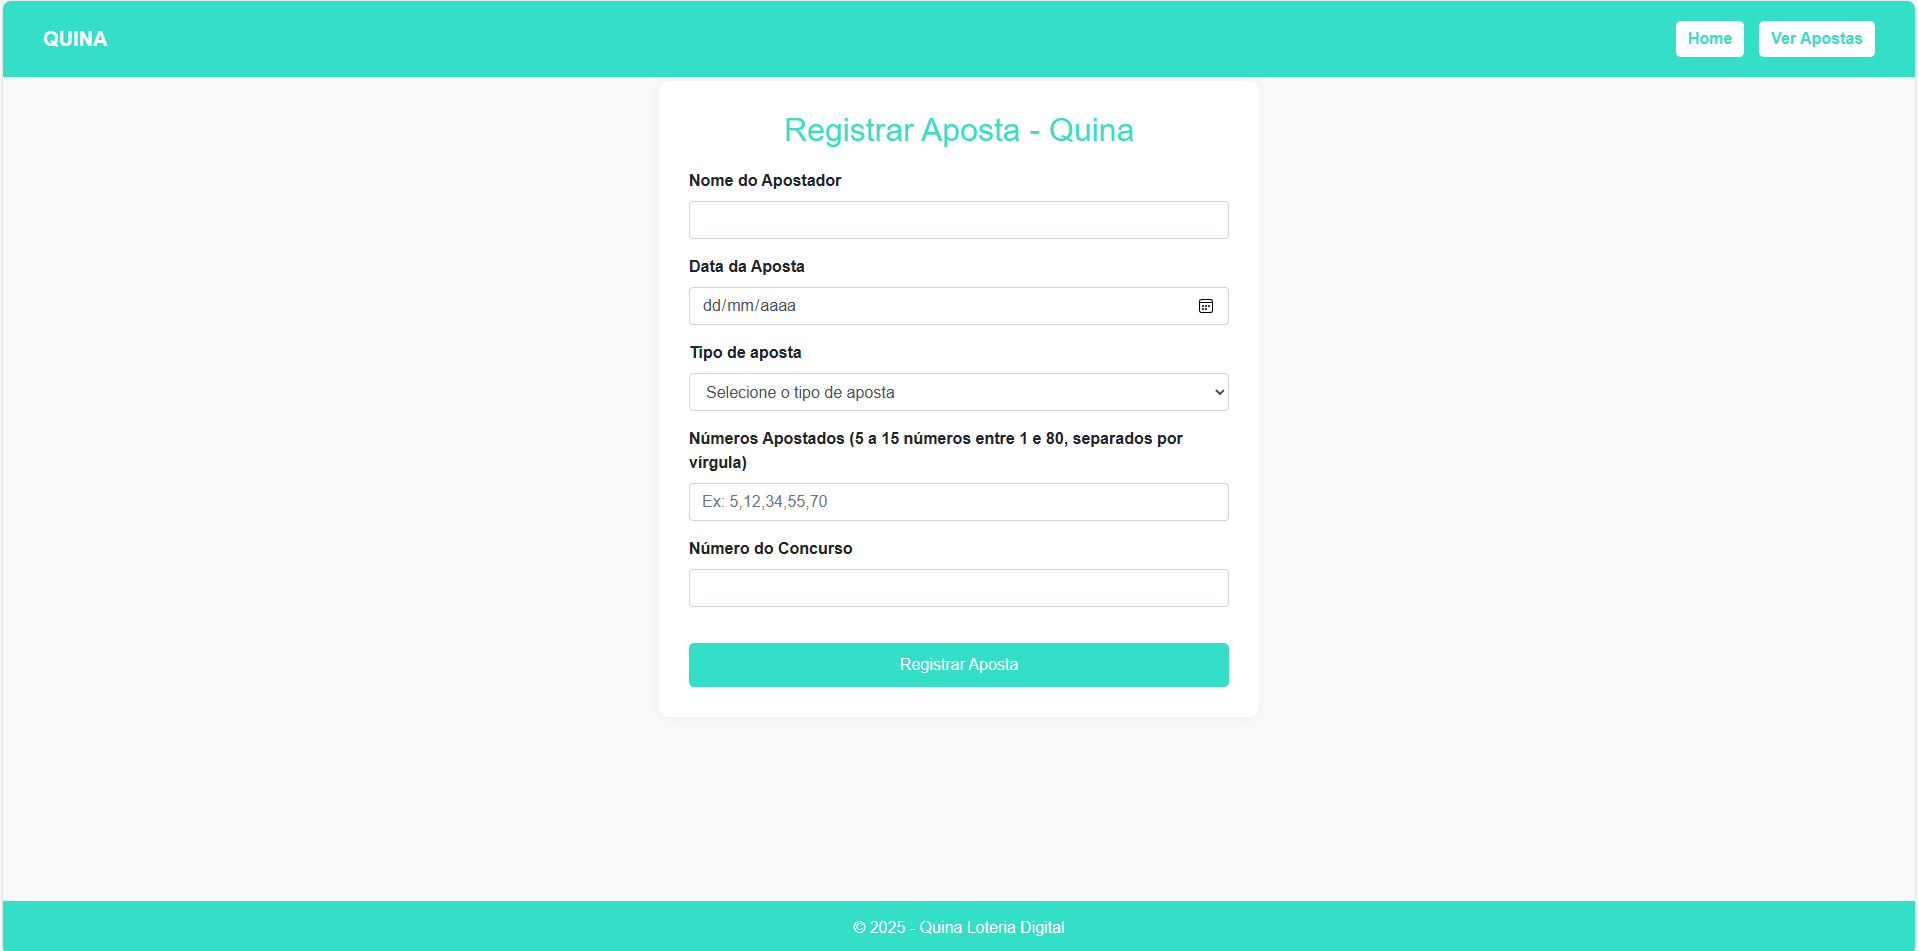 QUINA
Home
Ver Apostas
Registrar Aposta - Quina
Nome do Apostador
Data da Aposta
dd/mm/aaaa
Tipo de aposta
Selecione o tipo de aposta
Números Apostados (5 a 15 números entre 1 e 80, separados por
vírgula)
Ex: 5,12,34,55,70
Número do Concurso
Registrar Aposta
© 2025 - Quina Loteria Digital